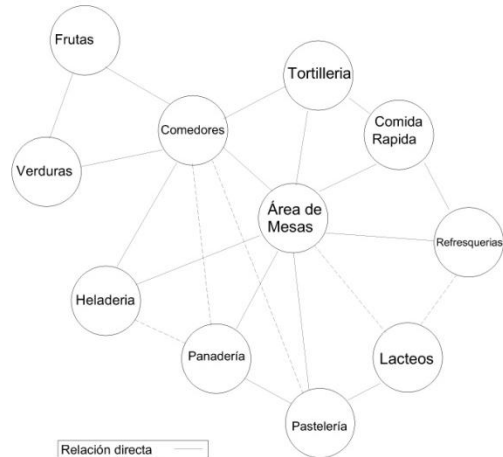 Frutas
Tortilleria
Comedores
Comida
Rapida
Verduras
Área de
Mesas
Refresquerias
Heladeria
Panadería
Lacteos
Pastelería
Relación directa